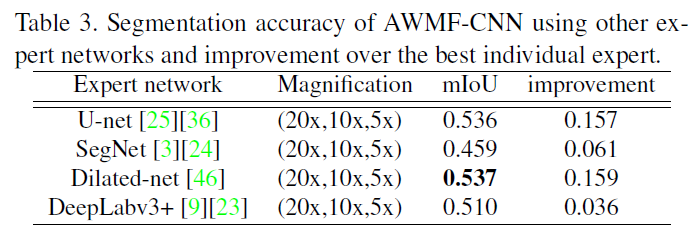 Table 3. Segmentation accuracy of AWMF-CNN using other ex-
pert networks and improvement over the best individual expert.
Expert network Magnification mIoU improvement
U-net [25][36] (20x,10x,5x) 0.536 0.157
SegNet [3][24] (20x,10x,5x) 0.459 0.061
Dilated-net [46] (20x,10x,5x) 0.537 0.159
DeepLabv3+ [9][23] (20x,10x,5x) 0.510 0.036